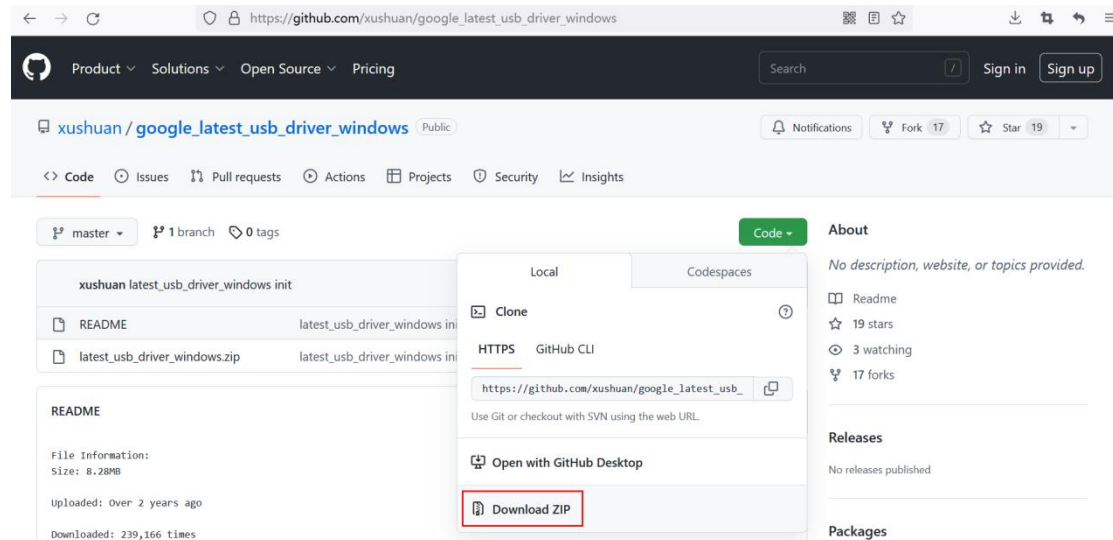 https://github.com/xushuan/google_latest_usb_driver_windows
Product Solutions Open Source Pricing Search / Sign in Sign up
xushuan / google_latest_usb_driver_windows Public Notifications Fork 17 Star 19
Code Issues Pull requests Actions Projects Security Insights
master 1 branch 0 tags Code
xushuan latest_usb_driver_windows init
README latest_usb_driver_windows ini
latest_usb_driver_windows.zip latest_usb_driver_windows ini
README
File Information:
Size: 8.28MB
Uploaded: Over 2 years ago
Downloaded: 239,166 times
Local Codespaces
Clone
HTTPS GitHub CLI
https://github.com/xushuan/google_latest_usb_
Use Git or checkout with SVN using the web URL.
Open with GitHub Desktop
Download ZIP
About
No description, website, or topics provided.
Readme
19 stars
3 watching
17 forks
Releases
No releases published
Packages